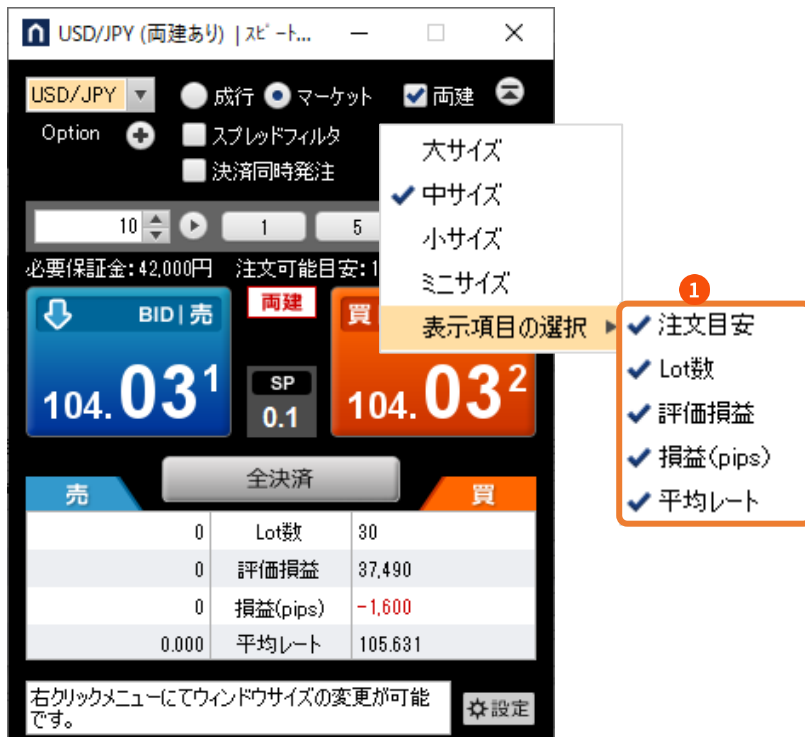 USD/JPY (両建あり) | スピート...
USD/JPY 成行 マーケット 両建
Option スプレッドフィルタ
決済同時発注
大サイズ
中サイズ
小サイズ
ミニサイズ
表示項目の選択
1
注文目安
Lot数
評価損益
損益(pips)
平均レート
10 1 5
必要保証金:42,000円 注文可能目安:1
BID | 売 両建 買
104.031 SP 0.1 104.032
全決済
売 買
0 Lot数 30
0 評価損益 37,490
0 損益(pips) -1,600
0.000 平均レート 105.631
右クリックメニューにてウィンドウサイズの変更が可能
です。
設定